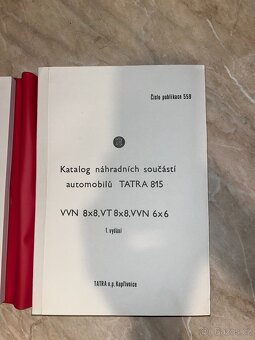 Číslo publikace 559
Katalog náhradních součástí
automobilů TATRA 815
VVN 8x8, VT 8x8, VVN 6x6
1. vydání
TATRA n.p. Kopřivnice